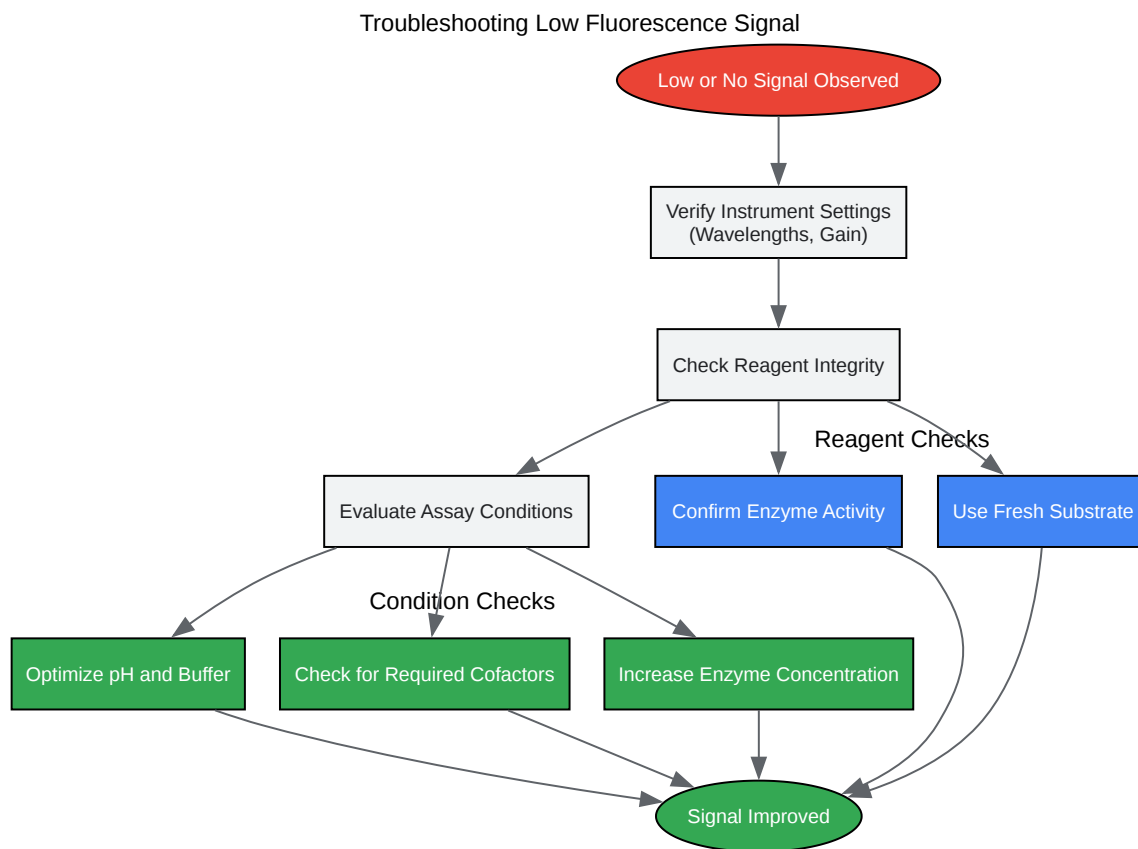 Troubleshooting Low Fluorescence Signal
Low or No Signal Observed
Verify Instrument Settings
(Wavelengths, Gain)
Check Reagent Integrity
Reagent Checks
Evaluate Assay Conditions
Confirm Enzyme Activity
Use Fresh Substrate
Condition Checks
Optimize pH and Buffer
Check for Required Cofactors
Increase Enzyme Concentration
Signal Improved